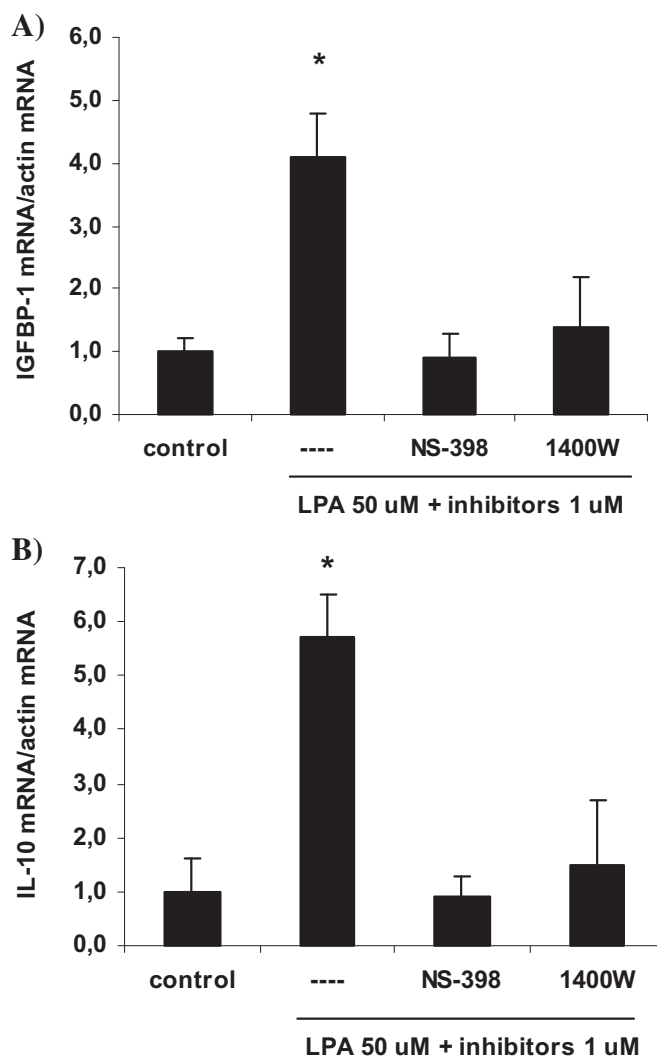 A)
6,0
5,0
4,0
3,0
2,0
1,0
0,0
IGFBP-1 mRNA/actin mRNA
*
control ---- NS-398 1400W
LPA 50 uM + inhibitors 1 uM
B)
7,0
6,0
5,0
4,0
3,0
2,0
1,0
0,0
IL-10 mRNA/actin mRNA
*
control ---- NS-398 1400W
LPA 50 uM + inhibitors 1 uM